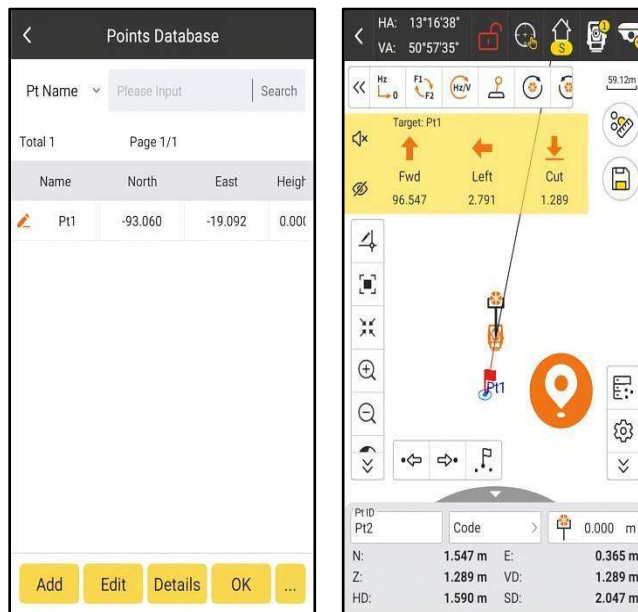 Points Database
Pt Name Please Input Search
Total 1 Page 1/1
Name North East Heigh
Pt1 -93.060 -19.092 0.000
Add Edit Details OK ...
HA: 13°16'38"
VA: 50°57'35"
S
1
Hz 0 F1 F2 Hz/V
59.12m
Target: Pt1
Fwd Left Cut
96.547 2.791 1.289
Pt1
Pt ID
Pt2 Code 0.000 m
N: 1.547 m E: 0.365 m
Z: 1.289 m VD: 1.289 m
HD: 1.590 m SD: 2.047 m